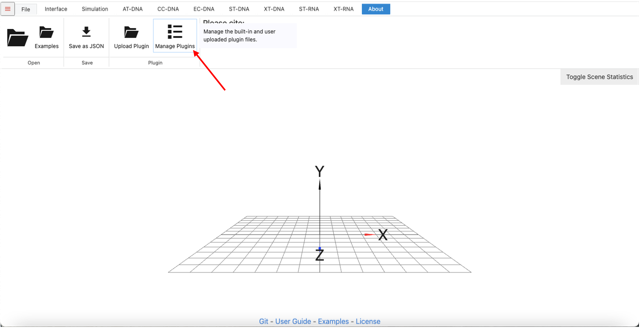 File Interface Simulation AT-DNA CC-DNA EC-DNA ST-DNA XT-DNA ST-RNA XT-RNA About
Please cite:
Examples Save as JSON Upload Plugin Manage Plugins
Manage the built-in and user
uploaded plugin files.
Open Save Plugin
Toggle Scene Statistics
Y
X
Z
Git - User Guide - Examples - License